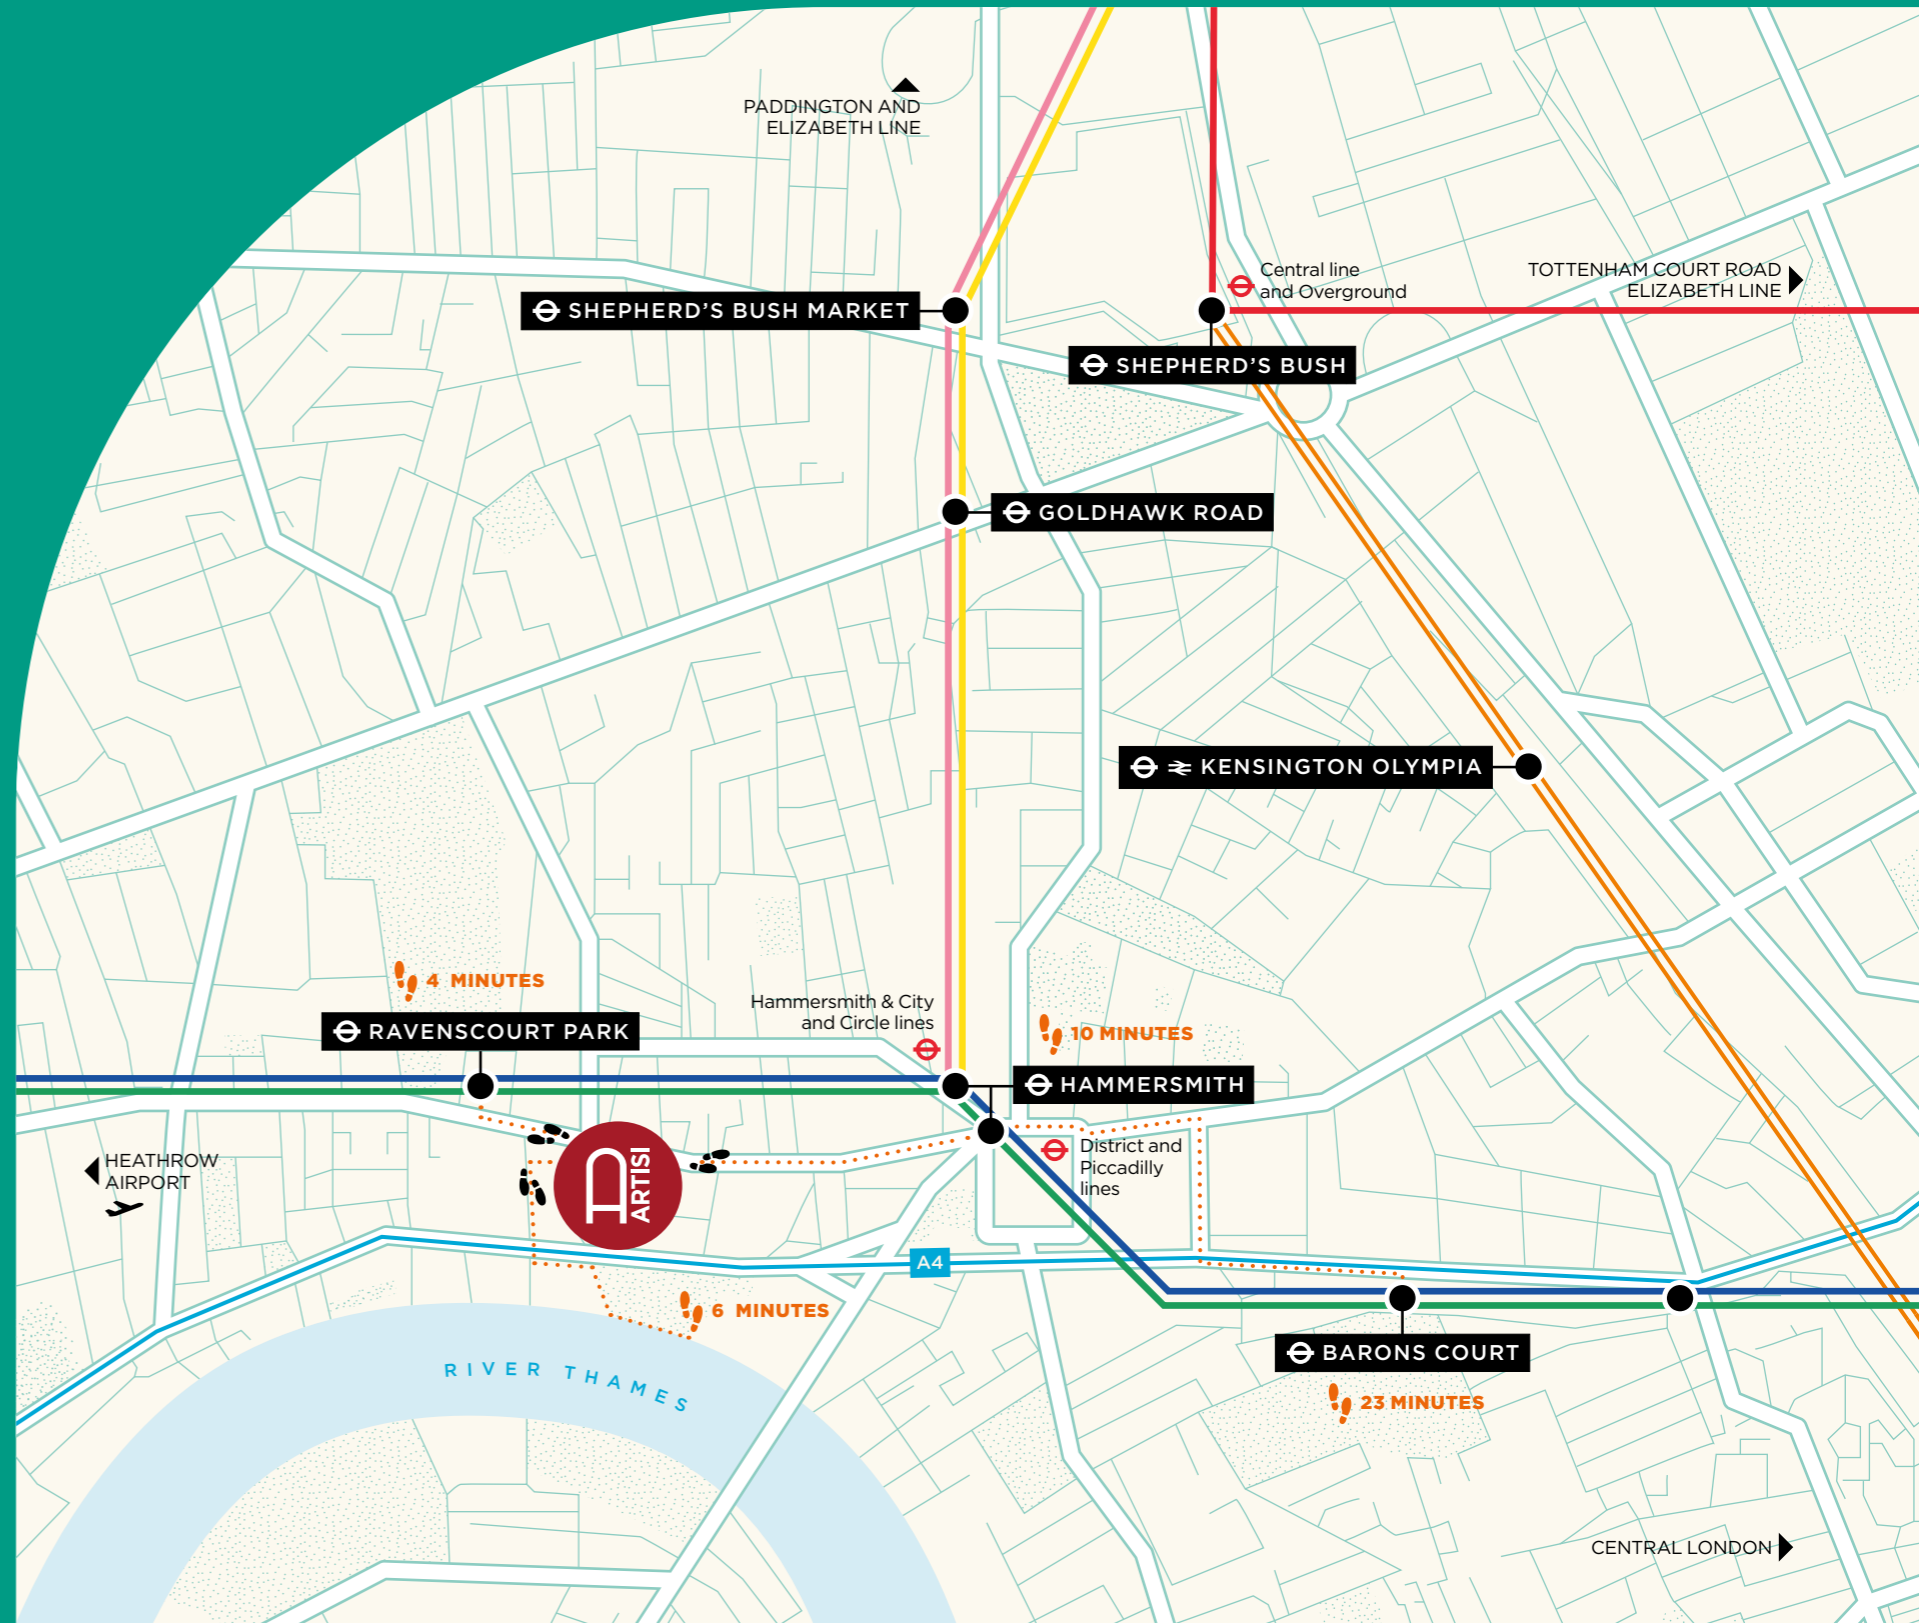 PADDINGTON AND
ELIZABETH LINE
Central line
and Overground
TOTTENHAM COURT ROAD
ELIZABETH LINE
SHEPHERD’S BUSH MARKET
SHEPHERD’S BUSH
GOLDHAWK ROAD
KENSINGTON OLYMPIA
4 MINUTES
RAVENSCOURT PARK
Hammersmith & City
and Circle lines
10 MINUTES
HAMMERSMITH
District and
Piccadilly
lines
HEATHROW
AIRPORT
ARTISI
A4
6 MINUTES
BARONS COURT
23 MINUTES
RIVER THAMES
CENTRAL LONDON